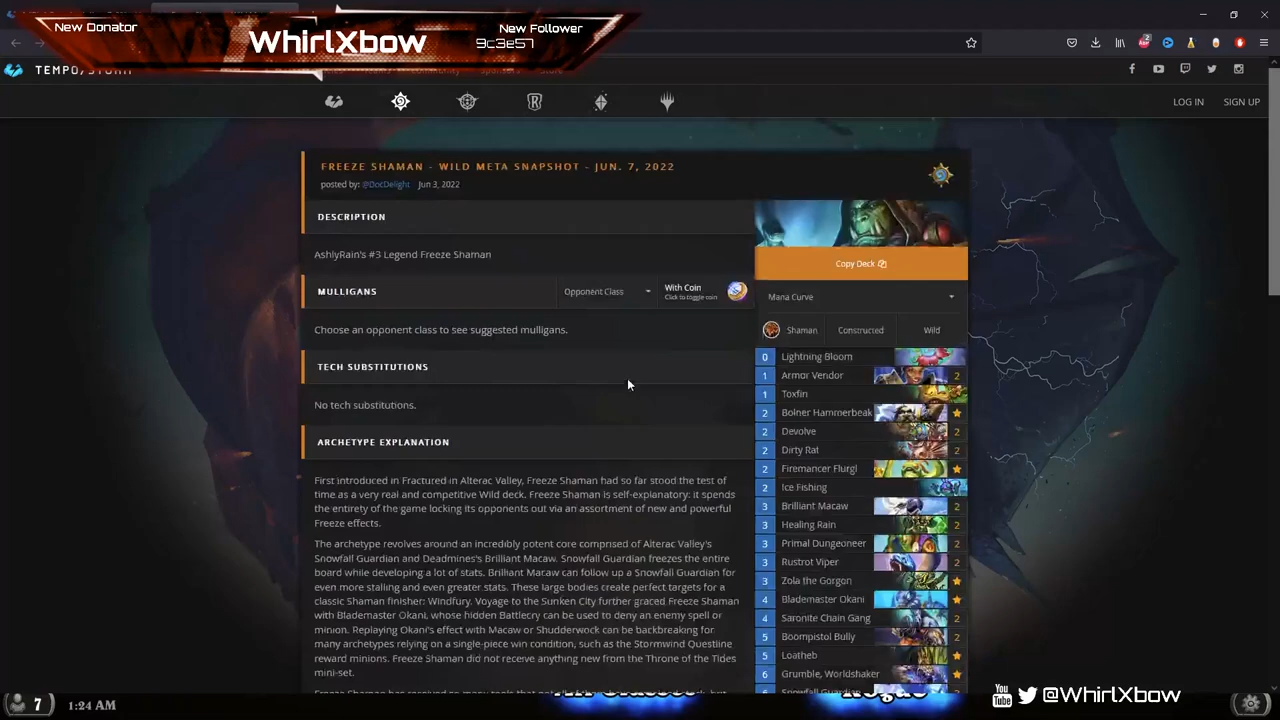 New Donator
WhirlXbow
New Follower
9c3e57
TEMPO/STORM
LOG IN
SIGN UP
FREEZE SHAMAN - WILD META SNAPSHOT - JUN. 7, 2022
posted by: @DocDelight Jun 3, 2022
DESCRIPTION
AshlyRain's #3 Legend Freeze Shaman
MULLIGANS
Opponent Class
With Coin
Click to toggle coin
Choose an opponent class to see suggested mulligans.
TECH SUBSTITUTIONS
No tech substitutions.
ARCHETYPE EXPLANATION
First introduced in Fractured in Alterac Valley, Freeze Shaman had so far stood the test of
time as a very real and competitive Wild deck. Freeze Shaman is self-explanatory: it spends
the entirety of the game locking its opponents out via an assortment of new and powerful
Freeze effects.
The archetype revolves around an incredibly potent core comprised of Alterac Valley's
Snowfall Guardian and Deadmines's Brilliant Macaw. Snowfall Guardian freezes the entire
board while developing a lot of stats. Brilliant Macaw can follow up a Snowfall Guardian for
even more stalling and even greater stats. These large bodies create perfect targets for a
classic Shaman finisher: Windfury. Voyage to the Sunken City further graced Freeze Shaman
with Blademaster Okani, whose hidden Battlecry can be used to deny an enemy spell or
minion. Replaying Okani's effect with Macaw or Shudderwock can be backbreaking for
many archetypes relying on a single-piece win condition, such as the Stormwind Questline
reward minions. Freeze Shaman did not receive anything new from the Throne of the Tides
mini-set.
Copy Deck
Mana Curve
Shaman
Constructed
Wild
0 Lightning Bloom
1 Armor Vendor 2
1 Toxfin
2 Bolner Hammerbeak
2 Devolve 2
2 Dirty Rat 2
2 Firemancer Flurgl
2 Ice Fishing
3 Brilliant Macaw 2
3 Healing Rain 2
3 Primal Dungeoneer 2
3 Rustrot Viper 2
3 Zola the Gorgon
4 Blademaster Okani
4 Saronite Chain Gang 2
5 Boompistol Bully 2
5 Loatheb
6 Grumble, Worldshaker
6 Snowfall Guardian 2
7
1:24 AM
Rogue
You
Tube
@WhirlXbow